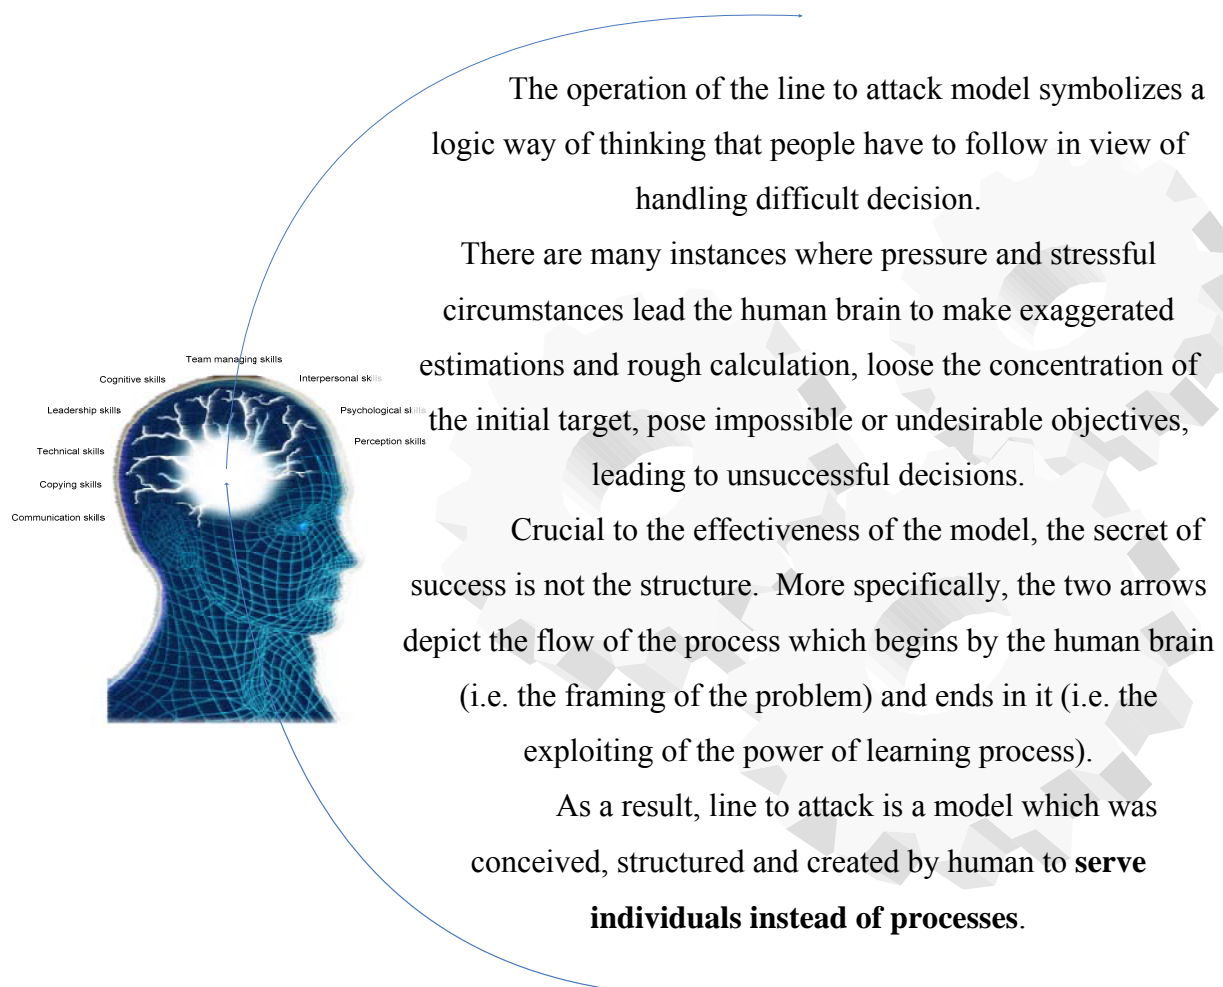 The operation of the line to attack model symbolizes a
logic way of thinking that people have to follow in view of
handling difficult decision.
There are many instances where pressure and stressful
circumstances lead the human brain to make exaggerated
estimations and rough calculation, loose the concentration of
the initial target, pose impossible or undesirable objectives,
leading to unsuccessful decisions.
Crucial to the effectiveness of the model, the secret of
success is not the structure. More specifically, the two arrows
depict the flow of the process which begins by the human brain
(i.e. the framing of the problem) and ends in it (i.e. the
exploiting of the power of learning process).
As a result, line to attack is a model which was
conceived, structured and created by human to serve
individuals instead of processes.
Team managing skills
Cognitive skills
Interpersonal skills
Leadership skills
Psychological skills
Technical skills
Perception skills
Copying skills
Communication skills